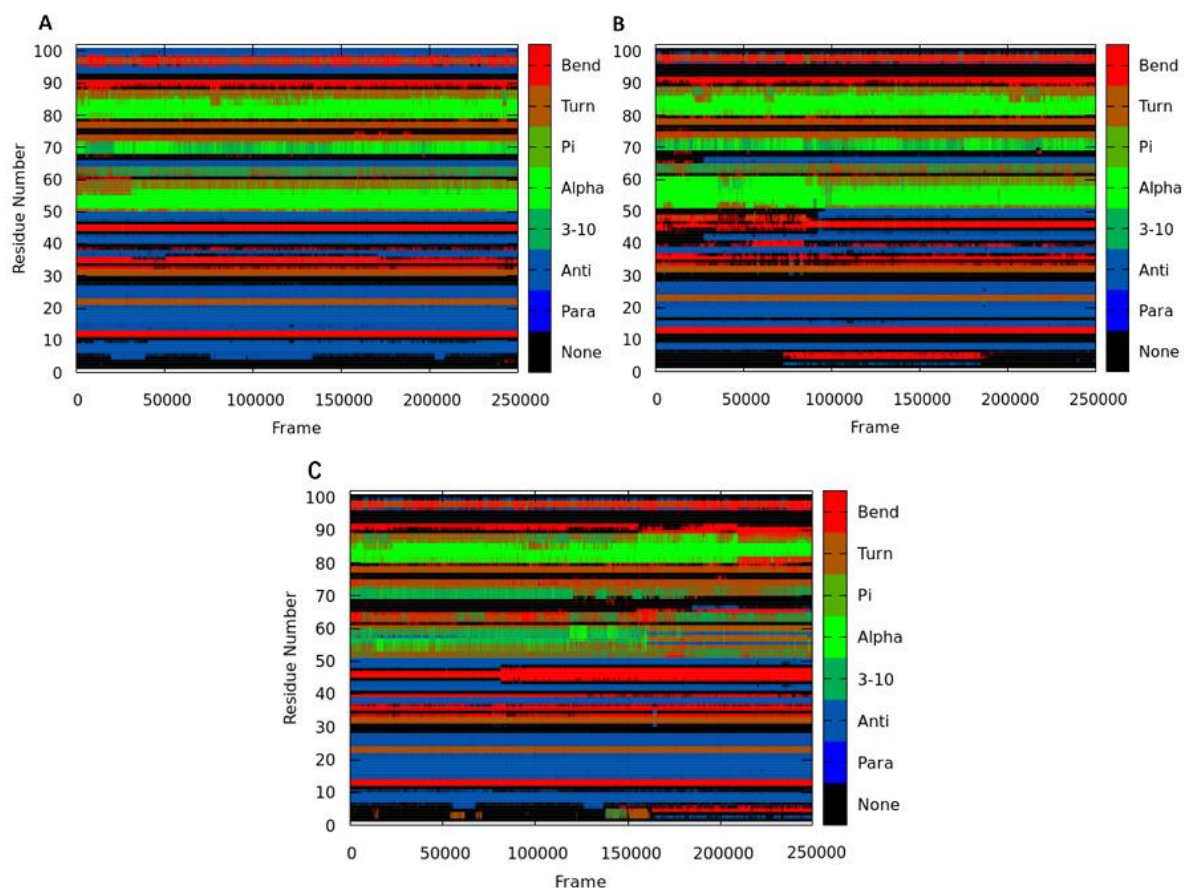 A
100
90
80
70
60
50
40
30
20
10
0
Residue Number
0 50000 100000 150000 200000 250000
Frame
Bend
Turn
Pi
Alpha
3-10
Anti
Para
None
B
100
90
80
70
60
50
40
30
20
10
0
Residue Number
0 50000 100000 150000 200000 250000
Frame
Bend
Turn
Pi
Alpha
3-10
Anti
Para
None
C
100
90
80
70
60
50
40
30
20
10
0
Residue Number
0 50000 100000 150000 200000 250000
Frame
Bend
Turn
Pi
Alpha
3-10
Anti
Para
None